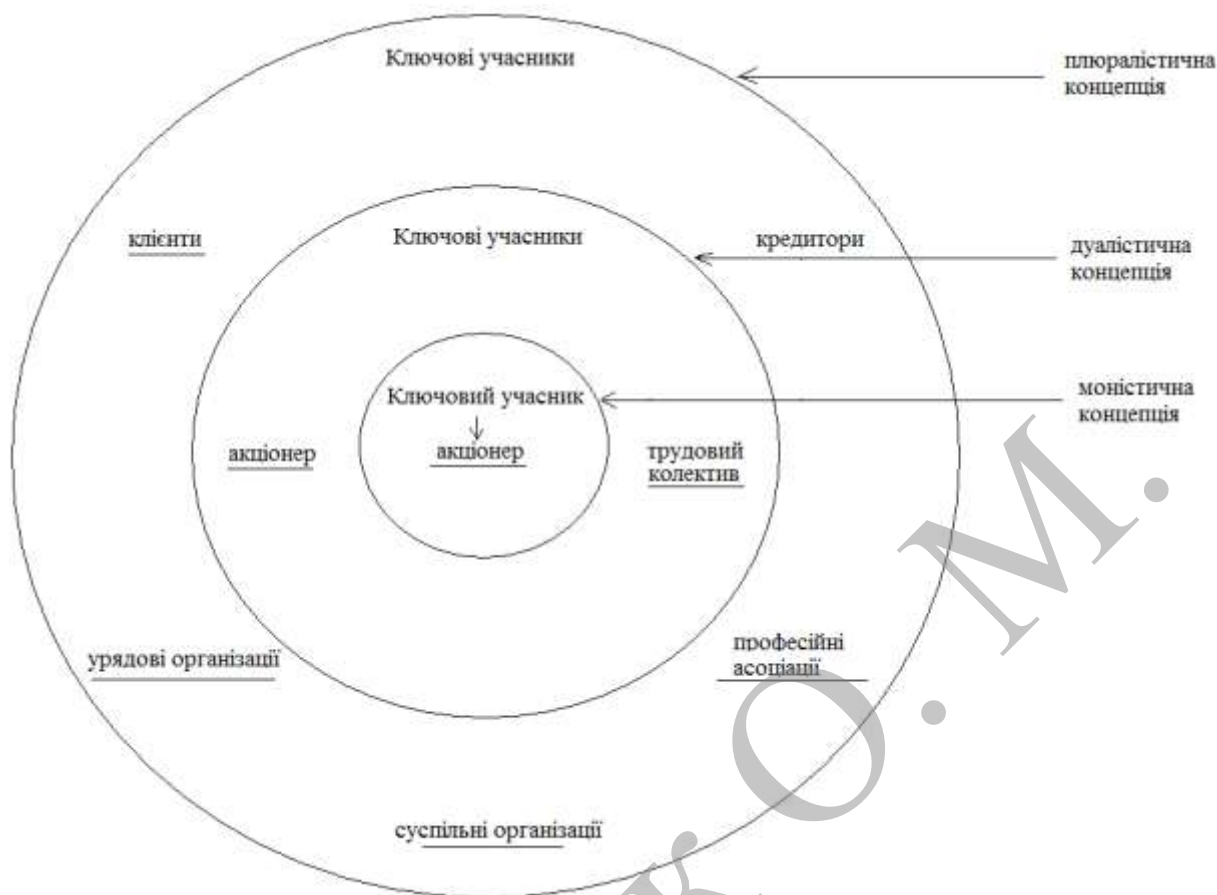 Ключові учасники
плюралістична
концепція
клієнти
Ключові учасники
кредитори
дуалістична
концепція
Ключовий учасник
моністична
концепція
акціонер
акціонер
трудовий
колектив
урядові організації
професійні
асоціації
суспільні організації
К О. М.